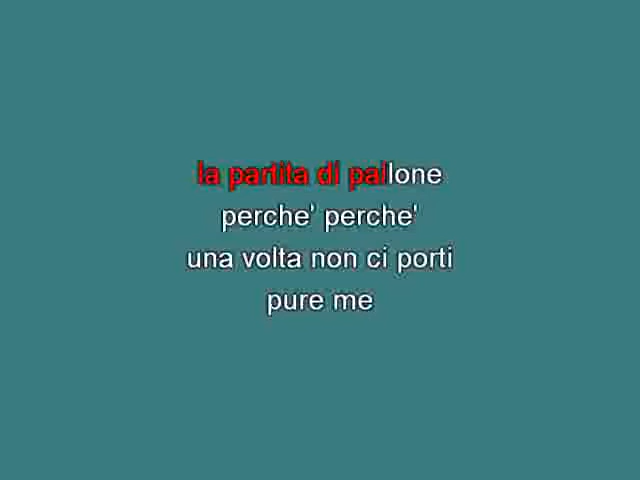 la partita di pallone
perche' perche'
una volta non ci porti
pure me